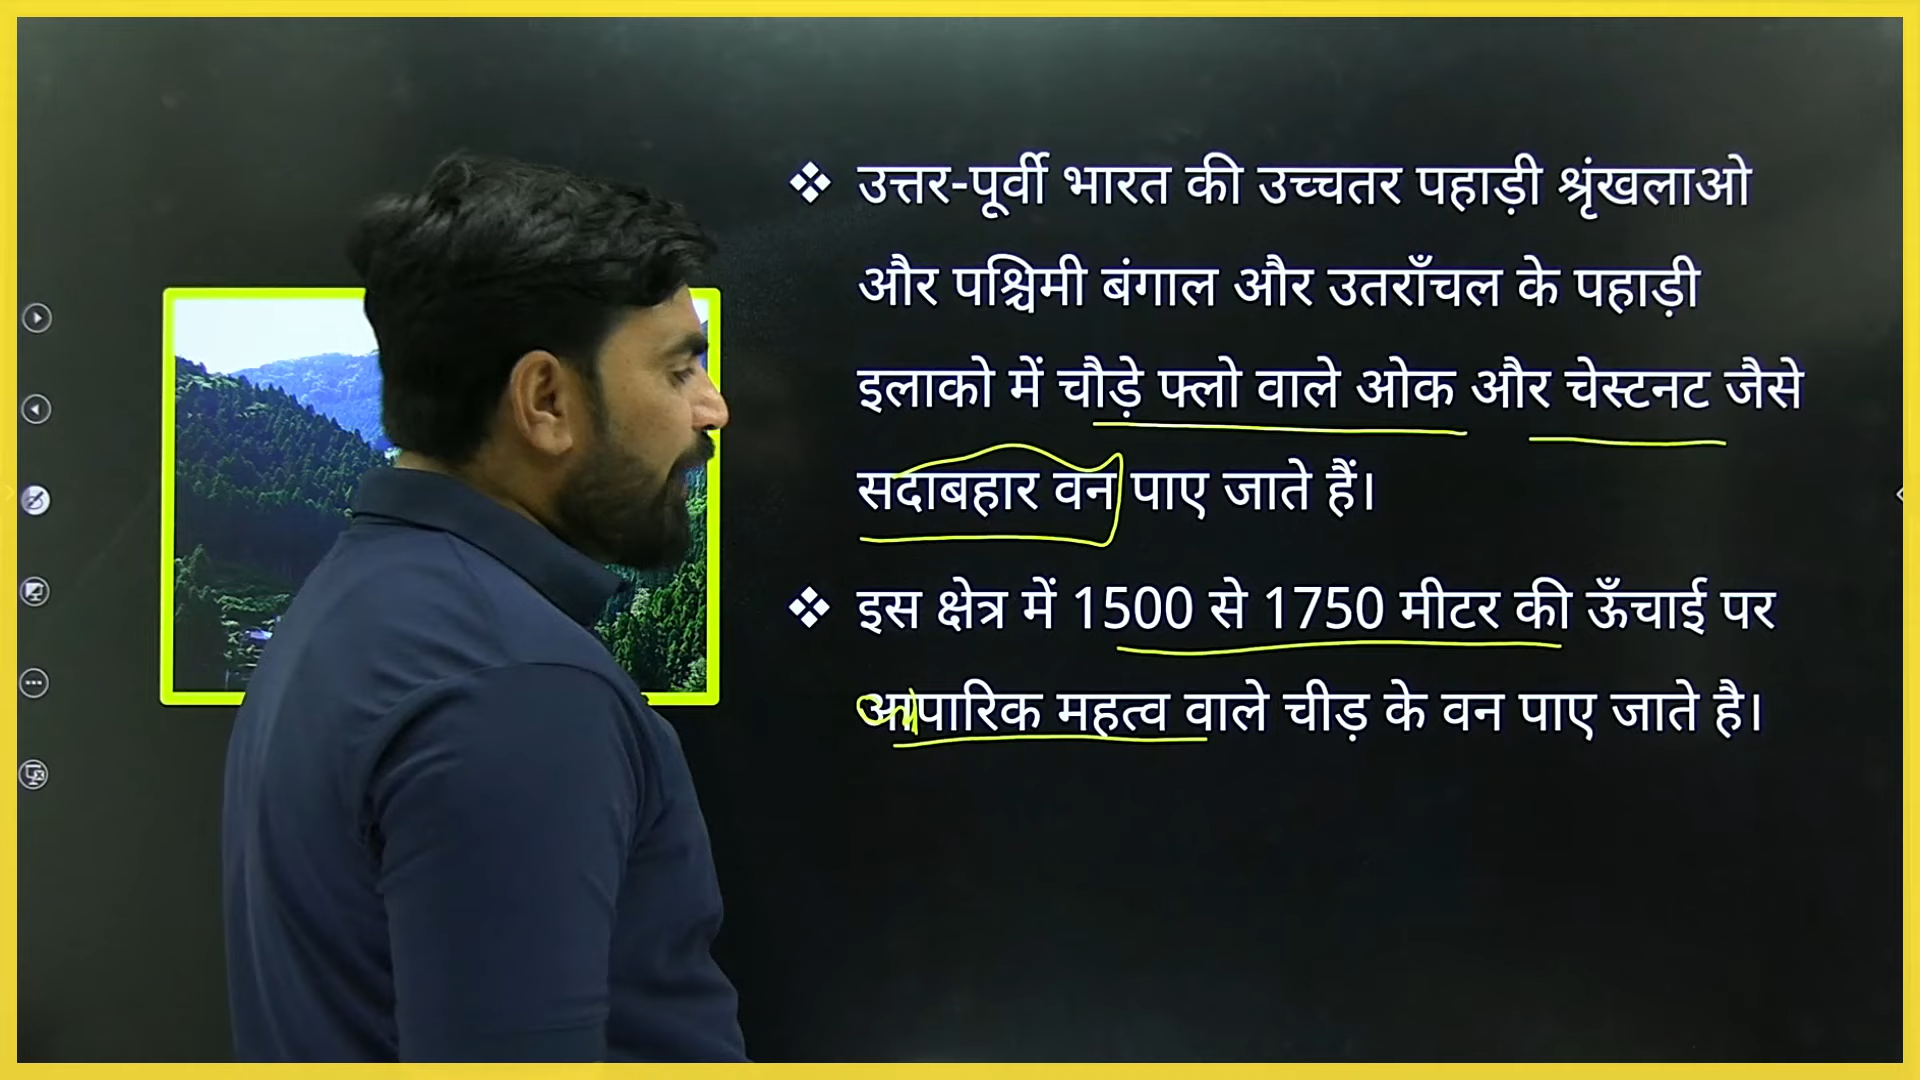 ❖ उत्तर-पूर्वी भारत की उच्चतर पहाड़ी श्रृंखलाओ
और पश्चिमी बंगाल और उतराँचल के पहाड़ी
इलाको में चौड़े फ्लो वाले ओक और चेस्टनट जैसे
सदाबहार वन पाए जाते हैं।
❖ इस क्षेत्र में 1500 से 1750 मीटर की ऊँचाई पर
आपारिक महत्व वाले चीड़ के वन पाए जाते है।